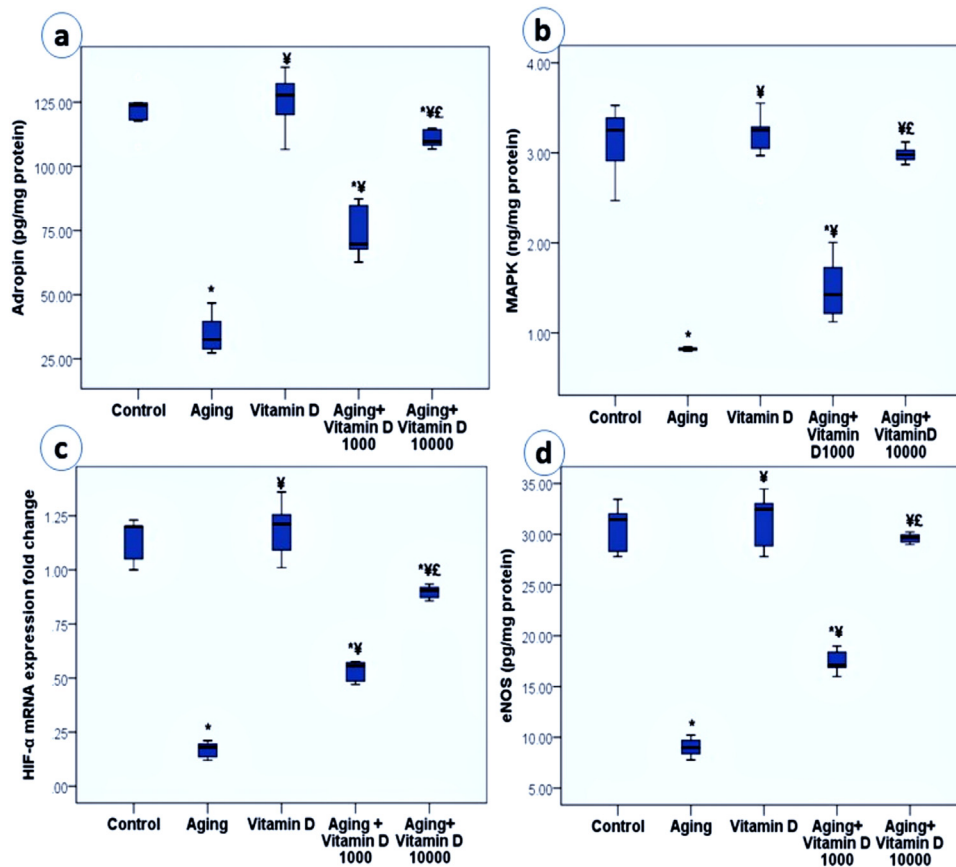 a
Adropin (pg/mg protein)
125.00
100.00
75.00
50.00
25.00
*
¥
*¥
*¥£
Control Aging Vitamin D Aging+ Aging+
Vitamin D Vitamin D
1000 10000
b
MAPK (ng/mg protein)
4.00
3.00
2.00
1.00
*
¥
*¥
¥£
Control Aging Vitamin D Aging+ Aging+
Vitamin VitaminD
D1000 10000
c
HIF-α mRNA expression fold change
1.25
1.00
0.75
.50
.25
.00
*
¥
*¥
*¥£
Control Aging Vitamin D Aging + Aging+
Vitamin D Vitamin D
1000 10000
d
eNOS (pg/mg protein)
35.00
30.00
25.00
20.00
15.00
10.00
5.00
*
¥
*¥
¥£
Control Aging Vitamin D Aging+ Aging+
Vitamin D Vitamin D
1000 10000